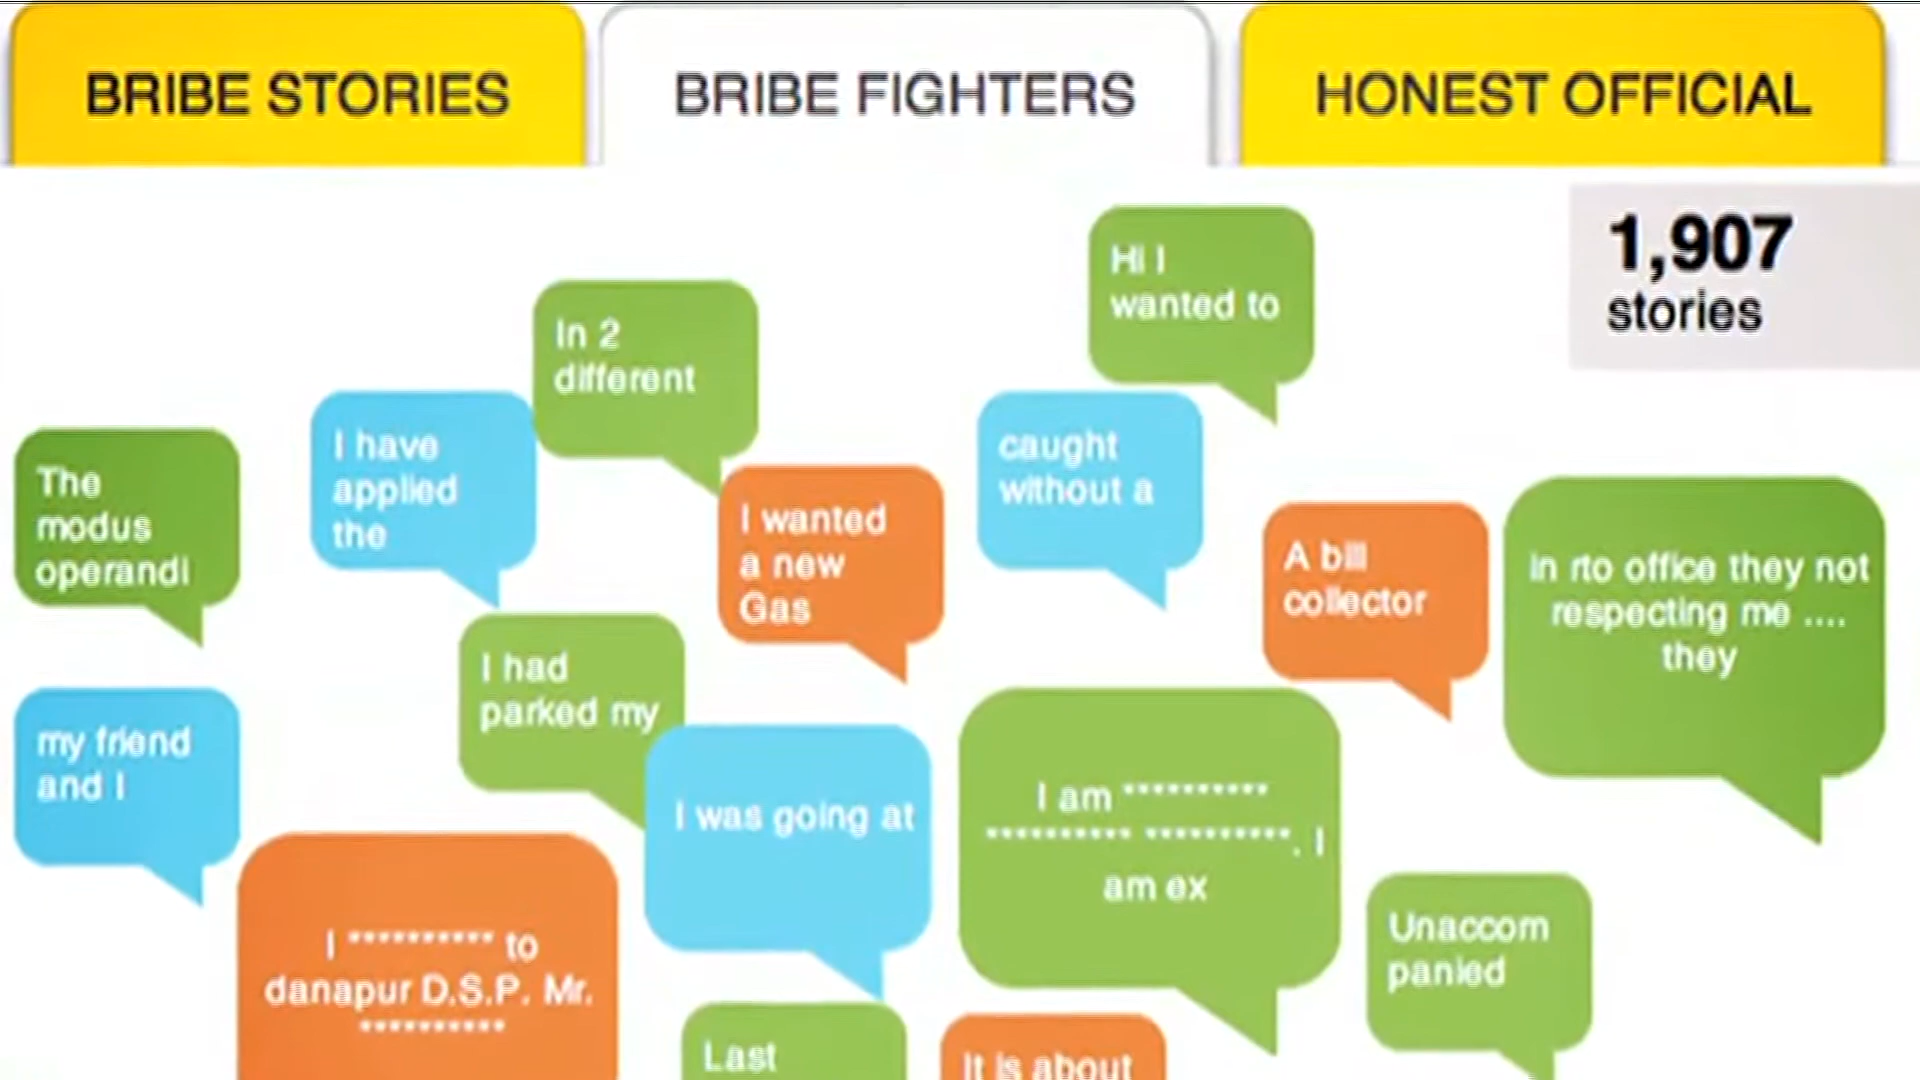 BRIBE STORIES
BRIBE FIGHTERS
HONEST OFFICIAL
1,907
stories
Hi I
wanted to
In 2
different
I have
applied
the
caught
without a
The
modus
operandi
I wanted
a new
Gas
A bill
collector
in rto office they not
respecting me ....
they
I had
parked my
my friend
and I
I was going at
I am **********
********** **********. I
am ex
Unaccom
panied
I ********** to
danapur D.S.P. Mr.
**********
Last
It is about